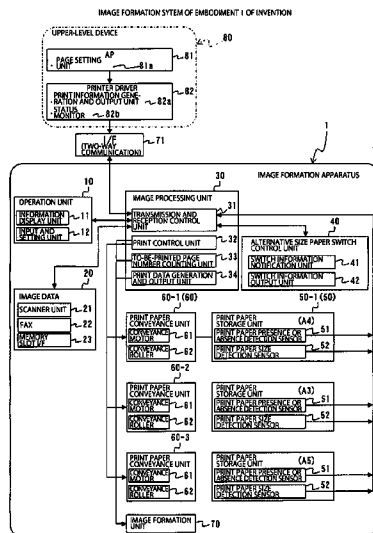 IMAGE FORMATION SYTEM OF EMBODIMENT 1 OF INVENTION
UPPER-LEVEL DEVICE
80
AP
81
PAGE SETTING
UNIT
81a
PRINTER DRIVER
82
PRINT INFORMATION GENE-
RATION AND OUTPUT UNIT
82a
STATUS
MONITOR
82b
I/F
(TWO-WAY
COMMUNICATION)
71
1
IMAGE FORMATION APPARATUS
10
OPERATION UNIT
INFORMATION
DISPLAY UNIT
11
INPUT AND
SETTING UNIT
12
20
IMAGE DATA
SCANNER UNIT
21
FAX
22
MEMORY
SLOT I/F
23
30
IMAGE PROCESSING UNIT
TRANSMISSION AND
RECEPTION CONTROL
UNIT
31
PRINT CONTROL UNIT
32
TO-BE-PRINTED PAGE
NUMBER COUNTING UNIT
33
PRINT DATA GENERATION
AND OUTPUT UNIT
34
40
ALTERNATIVE SIZE PAPER SWITCH
CONTROL UNIT
SWITCH INFORMATION
NOTIFICATION UNIT
41
SWITCH INFORMATION
OUTPUT UNIT
42
60-1 (60)
PRINT PAPER
CONVEYANCE UNIT
CONVEYANCE
MOTOR
61
CONVEYANCE
ROLLER
62
50-1 (50)
PRINT PAPER
STORAGE UNIT
(A4)
51
PRINT PAPER PRESENCE OR
ABSENCE DETECTION SENSOR
PRINT PAPER SIZE
DETECTION SENSOR
52
60-2
PRINT PAPER
CONVEYANCE UNIT
CONVEYANCE
MOTOR
61
CONVEYANCE
ROLLER
62
PRINT PAPER
STORAGE UNIT
(A3)
51
PRINT PAPER PRESENCE OR
ABSENCE DETECTION SENSOR
PRINT PAPER SIZE
DETECTION SENSOR
52
60-3
PRINT PAPER
CONVEYANCE UNIT
CONVEYANCE
MOTOR
61
CONVEYANCE
ROLLER
62
PRINT PAPER
STORAGE UNIT
(A5)
51
PRINT PAPER PRESENCE OR
ABSENCE DETECTION SENSOR
PRINT PAPER SIZE
DETECTION SENSOR
52
IMAGE FORMATION
UNIT
70